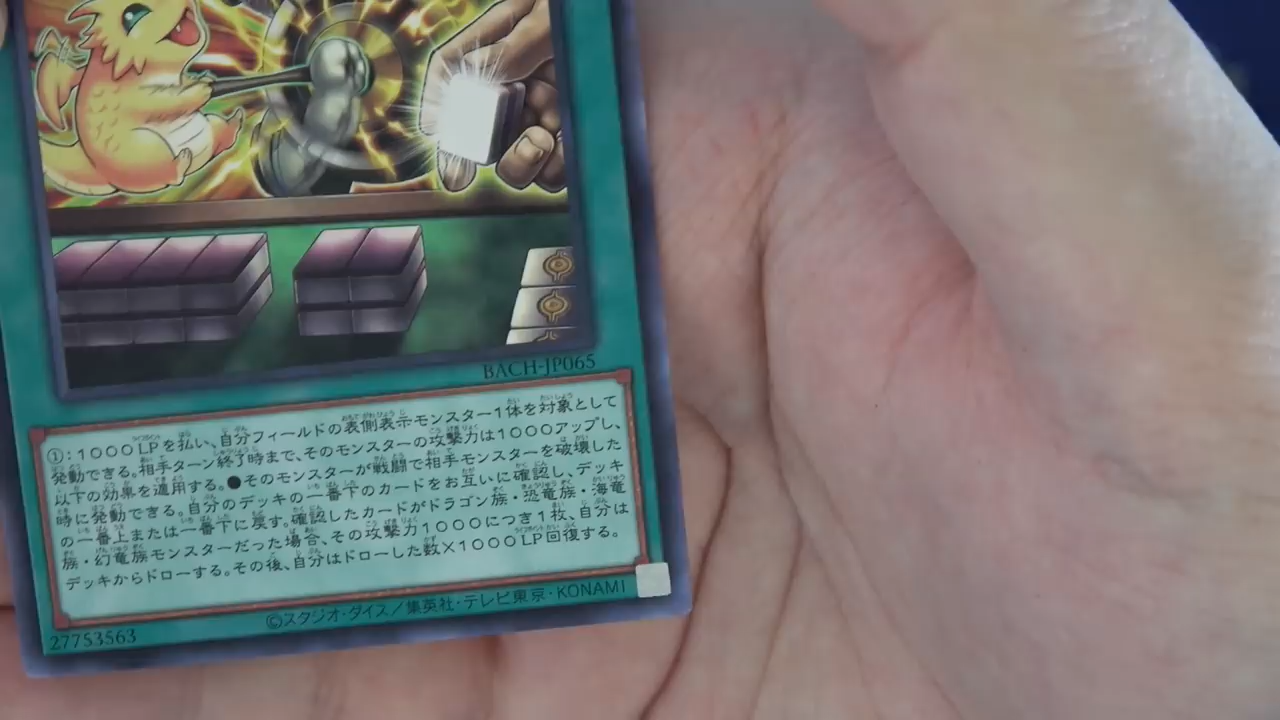 BACH-JP065
①:1000LPを払い、自分フィールドの表側表示モンスター1体を対象として
発動できる。相手ターン終了時まで、そのモンスターの攻撃力は1000アップし、
以下の効果を適用する。●そのモンスターが戦闘で相手モンスターを破壊した
時に発動できる。自分のデッキの一番下のカードをお互いに確認し、デッキ
の一番上または一番下に戻す。確認したカードがドラゴン族・恐竜族・海竜
族・幻竜族モンスターだった場合、その攻撃力1000につき1枚、自分は
デッキからドローする。その後、自分はドローした数×1000LP回復する。
27753563
©スタジオ・ダイス/集英社・テレビ東京・KONAMI